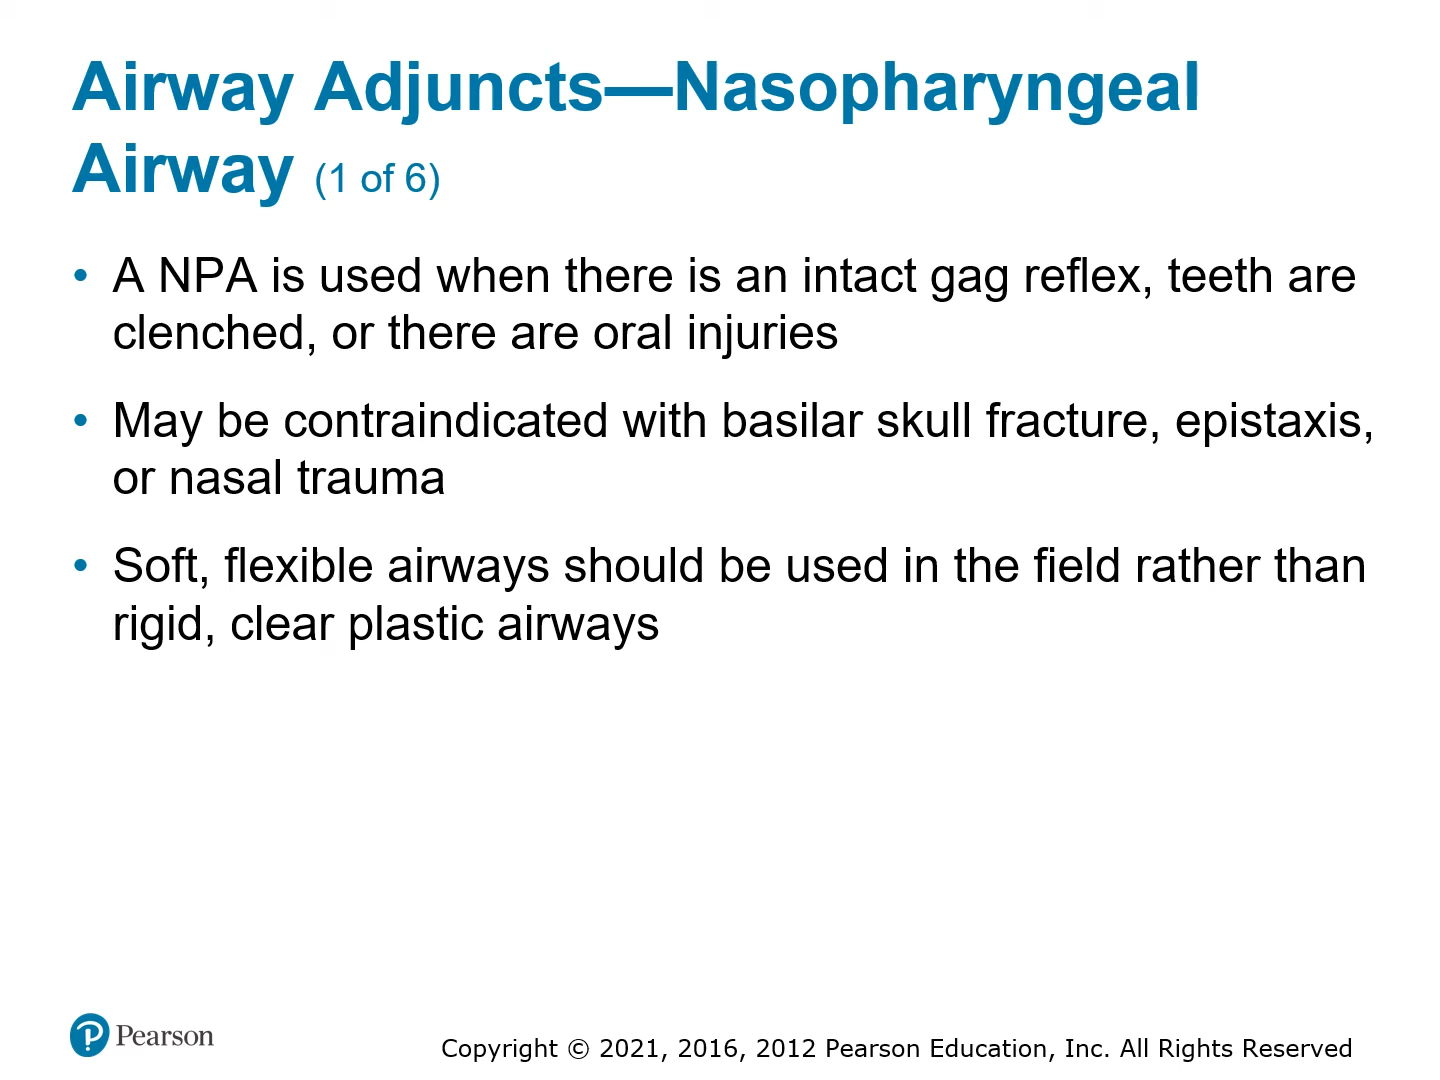 Airway Adjuncts—Nasopharyngeal
Airway (1 of 6)
• A NPA is used when there is an intact gag reflex, teeth are
clenched, or there are oral injuries
• May be contraindicated with basilar skull fracture, epistaxis,
or nasal trauma
• Soft, flexible airways should be used in the field rather than
rigid, clear plastic airways
Pearson
Copyright © 2021, 2016, 2012 Pearson Education, Inc. All Rights Reserved